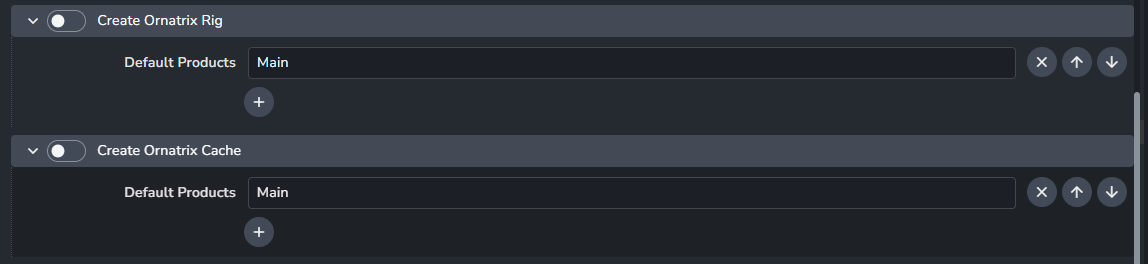 Create Ornatrix Rig
Default Products Main
Create Ornatrix Cache
Default Products Main